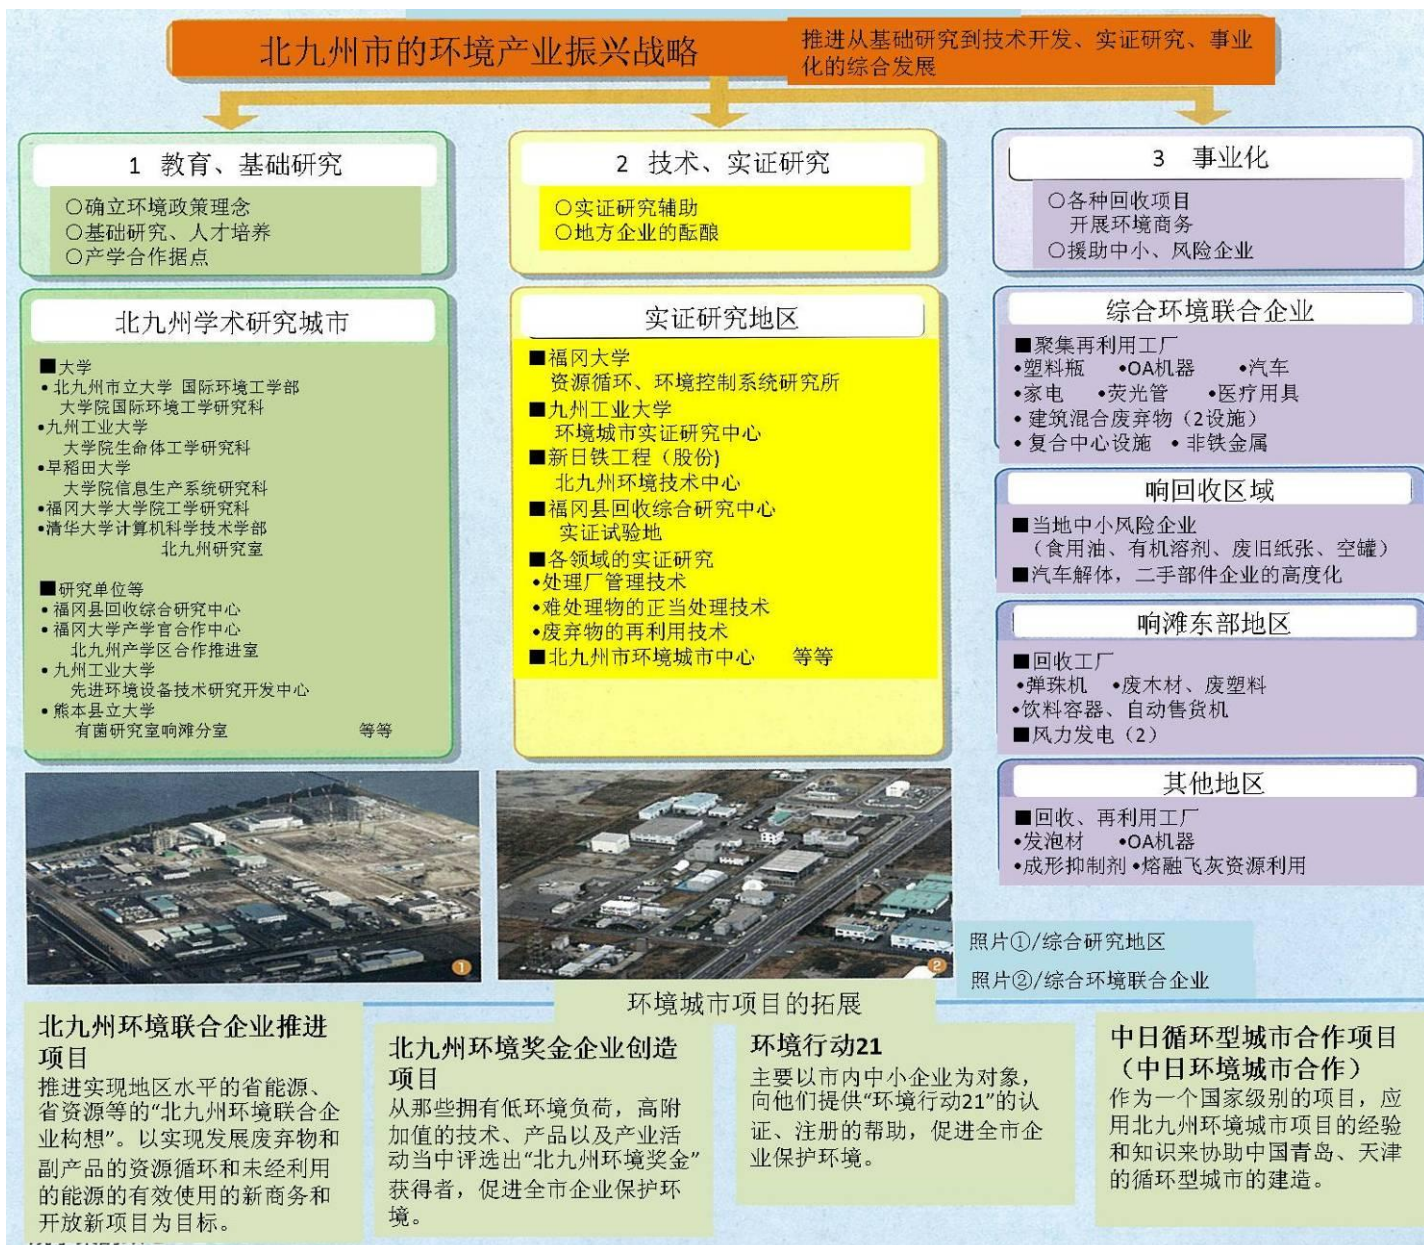 北九州市的环境产业振兴战略
推进从基础研究到技术开发、实证研究、事业
化的综合发展
1 教育、基础研究
○确立环境政策理念
○基础研究、人才培养
○产学合作据点
北九州学术研究城市
■大学
•北九州市立大学 国际环境工学部
大学院国际环境工学研究科
•九州工业大学
大学院生命体工学研究科
•早稻田大学
大学院信息生产系统研究科
•福冈大学大学院工学研究科
•清华大学计算机科学技术学部
北九州研究室
■研究单位等
•福冈县回收综合研究中心
•福冈大学产学官合作中心
北九州产学区合作推进室
•九州工业大学
先进环境设备技术研究开发中心
•熊本县立大学
有菌研究室响滩分室 等等
2 技术、实证研究
○实证研究辅助
○地方企业的酝酿
实证研究地区
■福冈大学
资源循环、环境控制系统研究所
■九州工业大学
环境城市实证研究中心
■新日铁工程（股份)
北九州环境技术中心
■福冈县回收综合研究中心
实证试验地
■各领域的实证研究
•处理厂管理技术
•难处理物的正当处理技术
•废弃物的再利用技术
■北九州市环境城市中心 等等
3 事业化
○各种回收项目
开展环境商务
○援助中小、风险企业
综合环境联合企业
■聚集再利用工厂
•塑料瓶 •OA机器 •汽车
•家电 •荧光管 •医疗用具
•建筑混合废弃物（2设施）
•复合中心设施 •非铁金属
响回收区域
■当地中小风险企业
（食用油、有机溶剂、废旧纸张、空罐）
■汽车解体，二手部件企业的高度化
响滩东部地区
■回收工厂
•弹珠机 •废木材、废塑料
•饮料容器、自动售货机
■风力发电（2）
其他地区
■回收、再利用工厂
•发泡材 •OA机器
•成形抑制剂 •熔融飞灰资源利用
1
2
照片①/综合研究地区
照片②/综合环境联合企业
环境城市项目的拓展
北九州环境联合企业推进
项目
推进实现地区水平的省能源、
省资源等的“北九州环境联合企
业构想”。以实现发展废弃物和
副产品的资源循环和未经利用
的能源的有效使用的新商务和
开放新项目为目标。
北九州环境奖金企业创造
项目
从那些拥有低环境负荷，高附
加值的技术、产品以及产业活
动当中评选出“北九州环境奖金”
获得者，促进全市企业保护环
境。
环境行动21
主要以市内中小企业为对象，
向他们提供“环境行动21”的认
证、注册的帮助，促进全市企
业保护环境。
中日循环型城市合作项目
（中日环境城市合作）
作为一个国家级别的项目，应
用北九州环境城市项目的经验
和知识来协助中国青岛、天津
的循环型城市的建造。